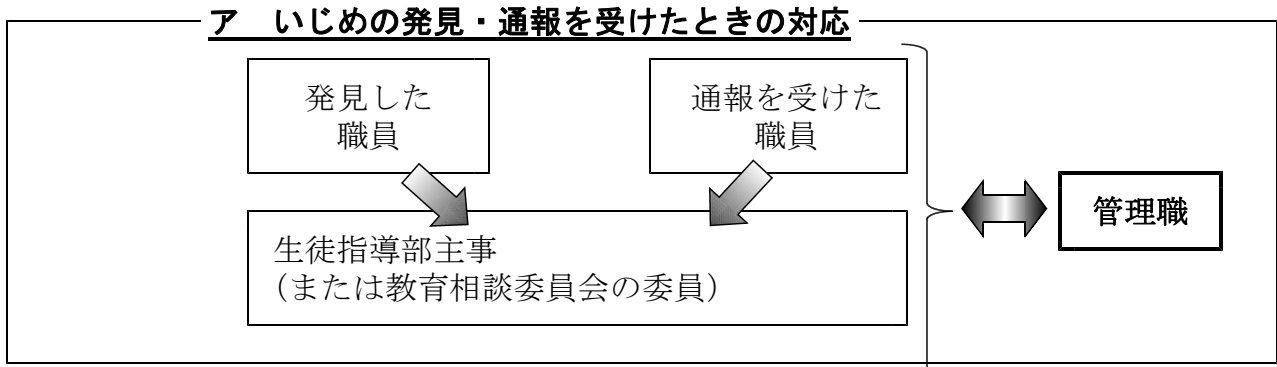 ア　いじめの発見・通報を受けたときの対応
発見した
職員
通報を受けた
職員
生徒指導部主事
（または教育相談委員会の委員）
管理職